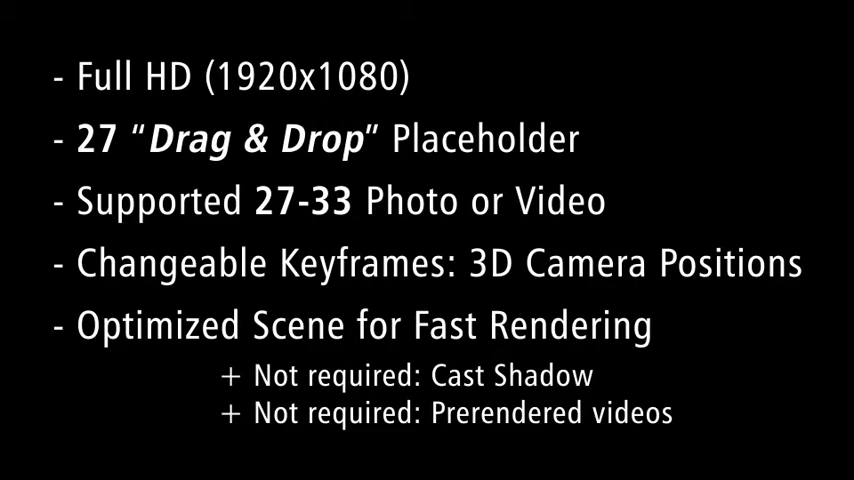 - Full HD (1920x1080)
- 27 “Drag & Drop” Placeholder
- Supported 27-33 Photo or Video
- Changeable Keyframes: 3D Camera Positions
- Optimized Scene for Fast Rendering
+ Not required: Cast Shadow
+ Not required: Prerendered videos